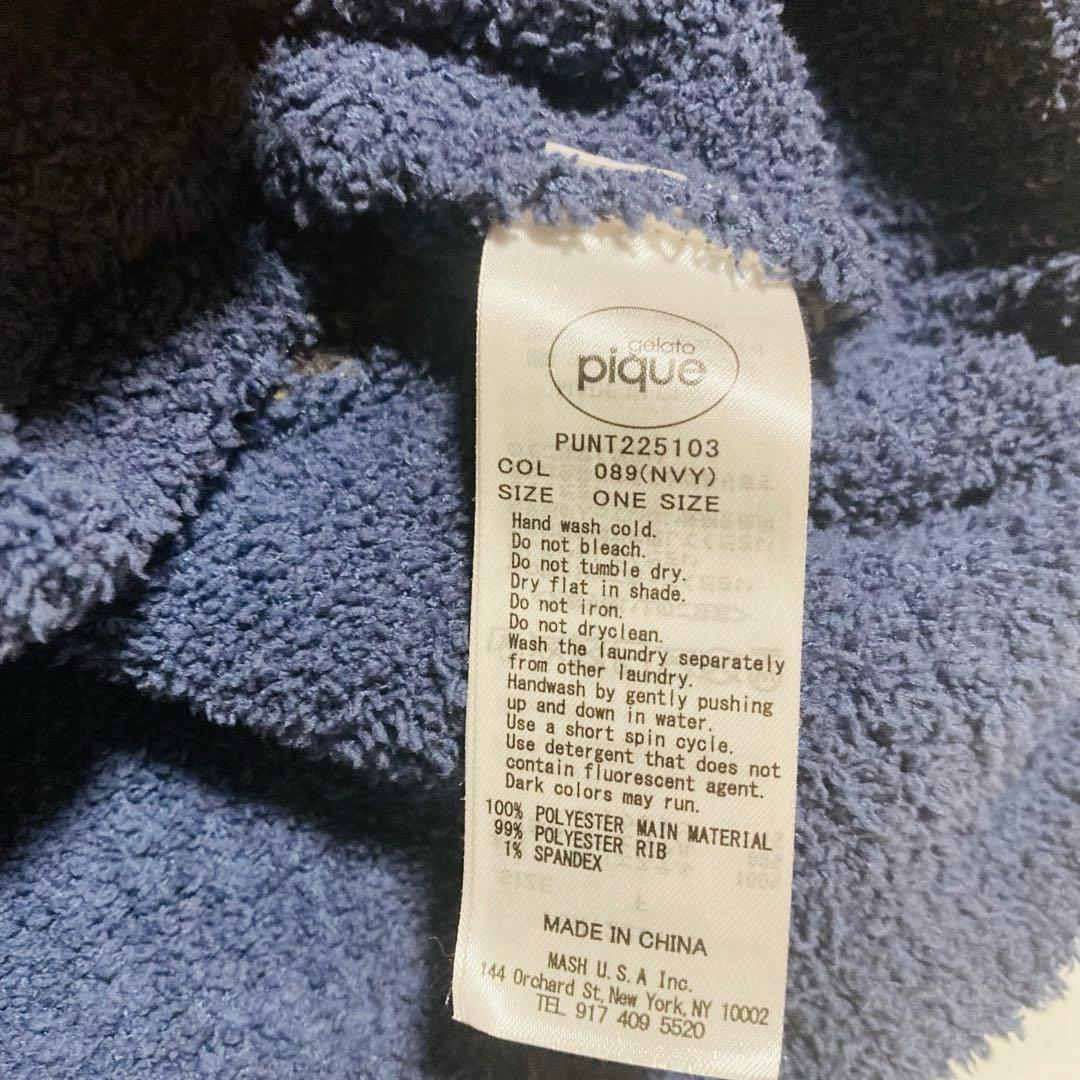 gelato
pique
PUNT225103
COL 089(NVY)
SIZE ONE SIZE
Hand wash cold.
Do not bleach.
Do not tumble dry.
Dry flat in shade.
Do not iron.
Do not dryclean.
Wash the laundry separately
from other laundry.
Handwash by gently pushing
up and down in water.
Use a short spin cycle.
Use detergent that does not
contain fluorescent agent.
Dark colors may run.
100% POLYESTER MAIN MATERIAL
99% POLYESTER RIB
1% SPANDEX
MADE IN CHINA
MASH U.S.A Inc.
144 Orchard St, New York, NY 10002
TEL 917 409 5520